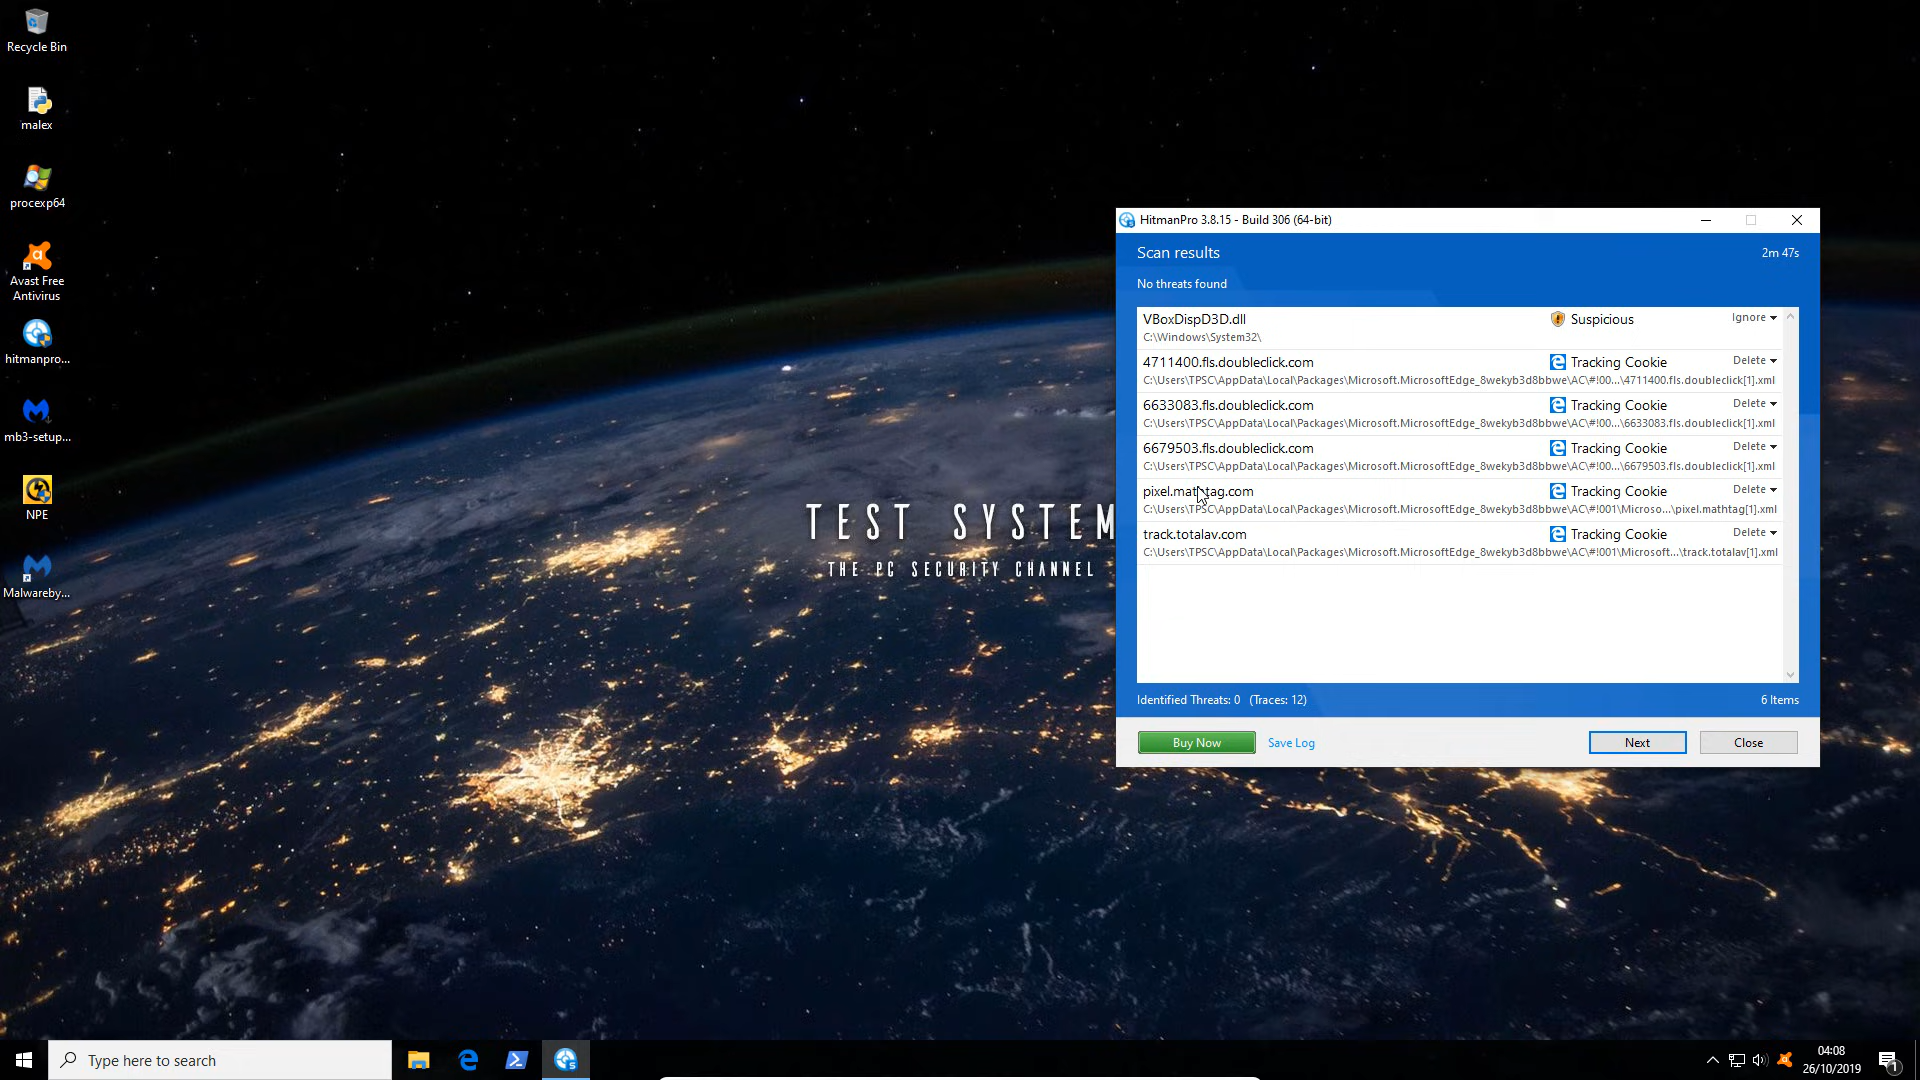 Recycle Bin
malex
procexp64
Avast Free
Antivirus
hitmanpro...
mb3-setup...
NPE
Malwareby...
TEST SYSTEM
THE PC SECURITY CHANNEL
HitmanPro 3.8.15 - Build 306 (64-bit)
Scan results
2m 47s
No threats found
VBoxDispD3D.dll Suspicious Ignore
C:\Windows\System32\
4711400.fls.doubleclick.com Tracking Cookie Delete
C:\Users\TPSC\AppData\Local\Packages\Microsoft.MicrosoftEdge_8wekyb3d8bbwe\AC\#!00...\4711400.fls.doubleclick[1].xml
6633083.fls.doubleclick.com Tracking Cookie Delete
C:\Users\TPSC\AppData\Local\Packages\Microsoft.MicrosoftEdge_8wekyb3d8bbwe\AC\#!00...\6633083.fls.doubleclick[1].xml
6679503.fls.doubleclick.com Tracking Cookie Delete
C:\Users\TPSC\AppData\Local\Packages\Microsoft.MicrosoftEdge_8wekyb3d8bbwe\AC\#!00...\6679503.fls.doubleclick[1].xml
pixel.mathtag.com Tracking Cookie Delete
C:\Users\TPSC\AppData\Local\Packages\Microsoft.MicrosoftEdge_8wekyb3d8bbwe\AC\#!001\Microso...\pixel.mathtag[1].xml
track.totalav.com Tracking Cookie Delete
C:\Users\TPSC\AppData\Local\Packages\Microsoft.MicrosoftEdge_8wekyb3d8bbwe\AC\#!001\Microsoft...\track.totalav[1].xml
Identified Threats: 0 (Traces: 12)
6 Items
Buy Now
Save Log
Next
Close
Type here to search
04:08
26/10/2019
1